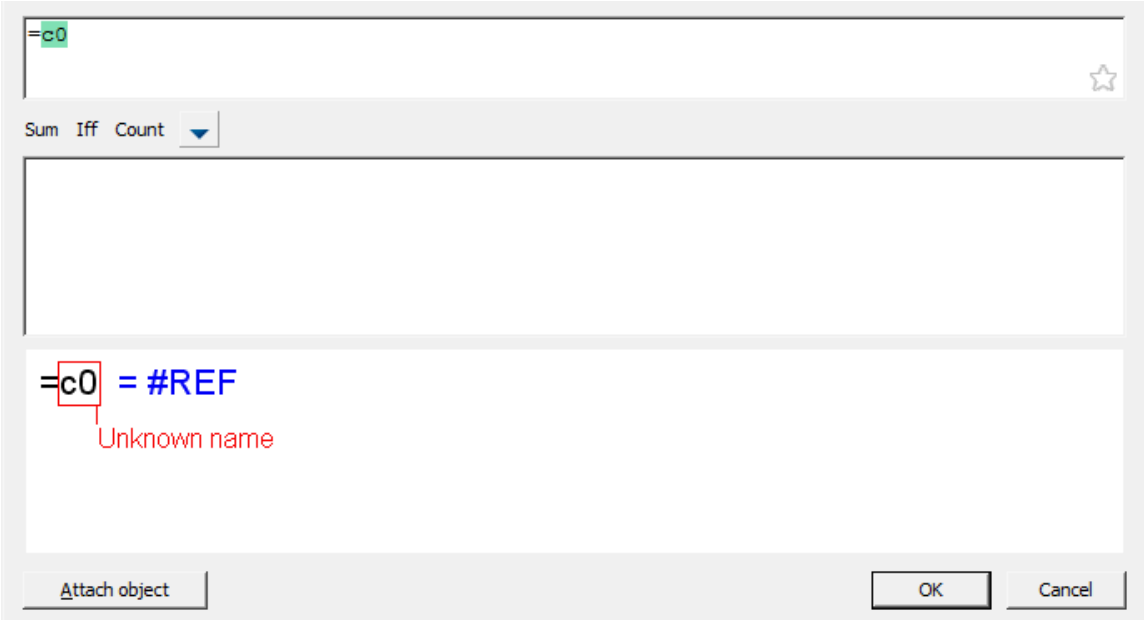 =c0
Sum Iff Count
=c0 = #REF
Unknown name
Attach object OK Cancel